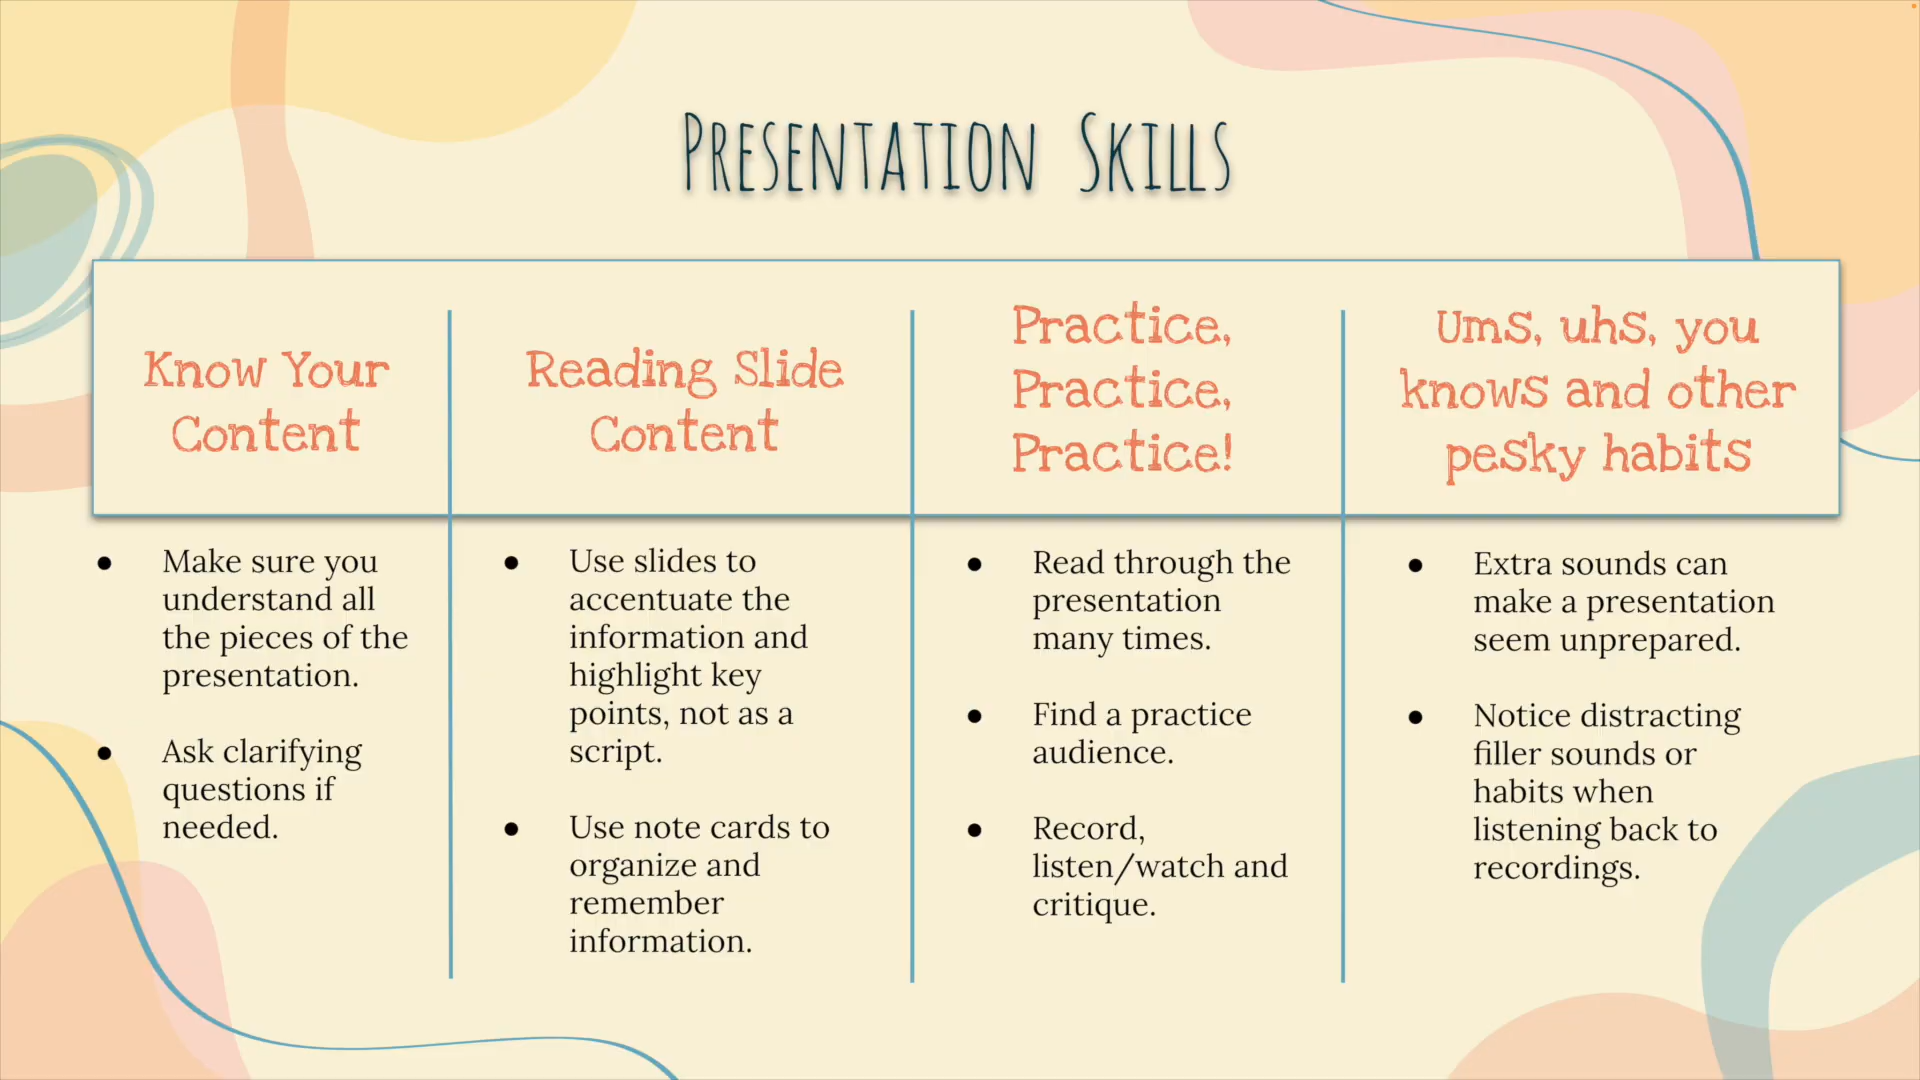 Presentation Skills
Know Your
Content
Make sure you
understand all
the pieces of the
presentation.
Ask clarifying
questions if
needed.
Reading Slide
Content
Use slides to
accentuate the
information and
highlight key
points, not as a
script.
Use note cards to
organize and
remember
information.
Practice,
Practice,
Practice!
Read through the
presentation
many times.
Find a practice
audience.
Record,
listen/watch and
critique.
Ums, uhs, you
knows and other
pesky habits
Extra sounds can
make a presentation
seem unprepared.
Notice distracting
filler sounds or
habits when
listening back to
recordings.